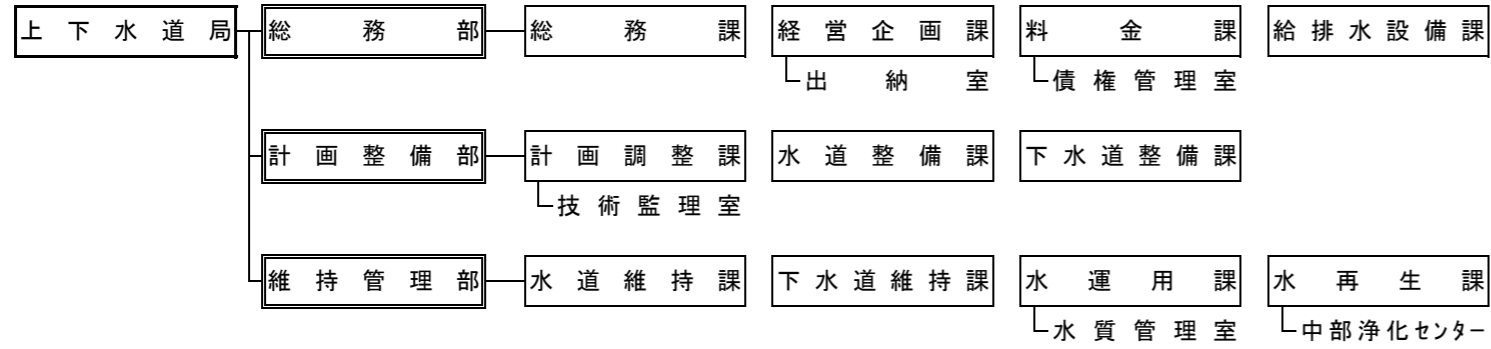 上下水道局 総務部 総務課 経営企画課 料金課 給排水設備課
出納室 債権管理室
計画整備部 計画調整課 水道整備課 下水道整備課
技術監理室
維持管理部 水道維持課 下水道維持課 水運用課 水再生課
水質管理室 中部浄化センター